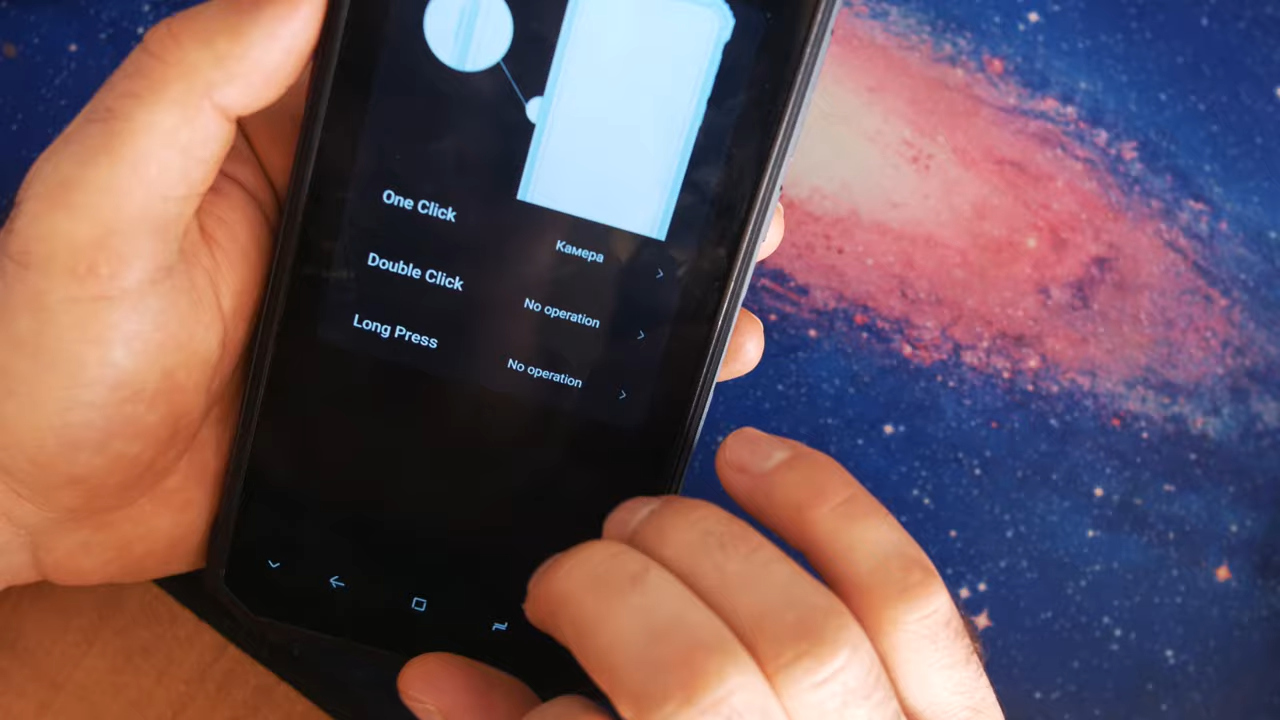 One Click
Камера
Double Click
No operation
Long Press
No operation